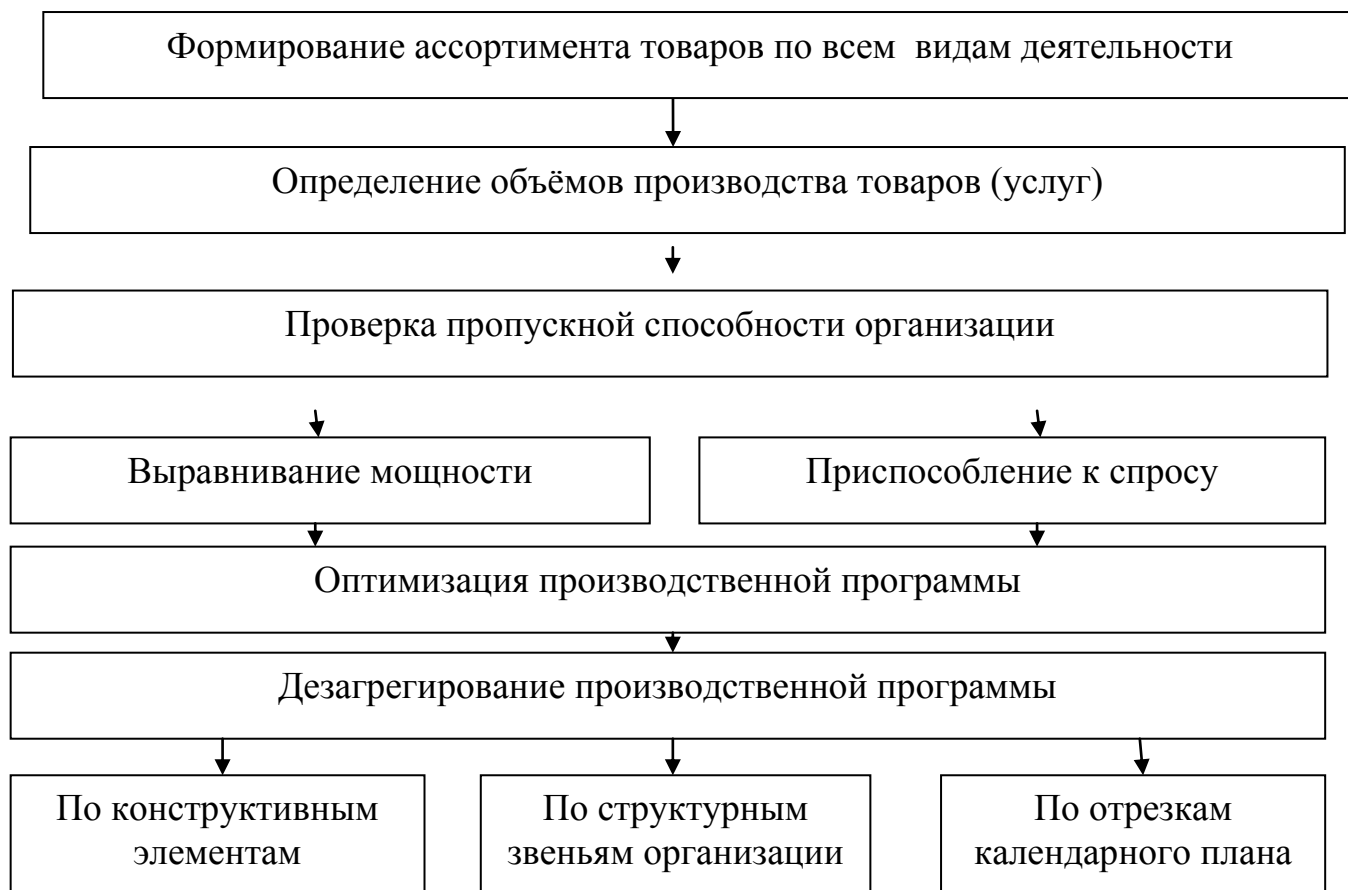 Формирование ассортимента товаров по всем видам деятельности
Определение объёмов производства товаров (услуг)
Проверка пропускной способности организации
Выравнивание мощности
Приспособление к спросу
Оптимизация производственной программы
Дезагрегирование производственной программы
По конструктивным
элементам
По структурным
звеньям организации
По отрезкам
календарного плана